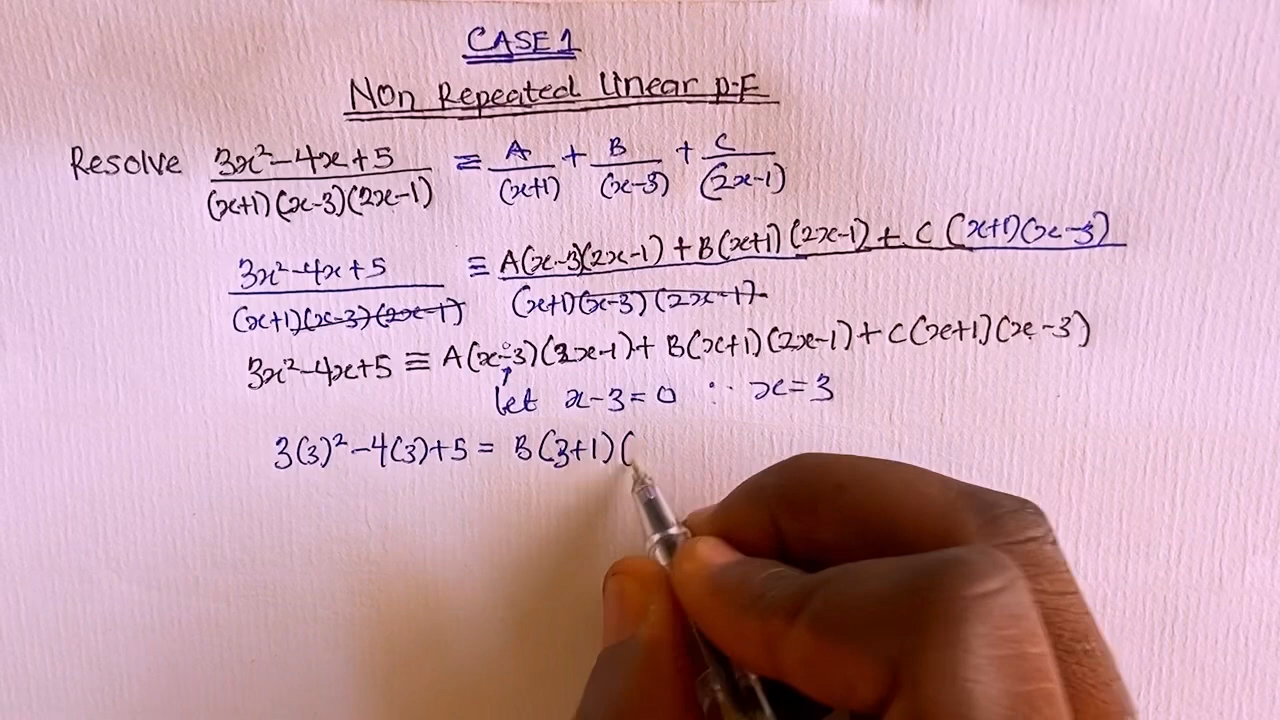 CASE 1
Non Repeated Linear P.F
Resolve (3x²-4x+5)/((x+1)(x-3)(2x-1)) ≡ A/(x+1) + B/(x-3) + C/(2x-1)
(3x²-4x+5)/((x+1)(x-3)(2x-1)) ≡ (A(x-3)(2x-1) + B(x+1)(2x-1) + C(x+1)(x-3))/((x+1)(x-3)(2x-1))
3x²-4x+5 ≡ A(x-3)(2x-1) + B(x+1)(2x-1) + C(x+1)(x-3)
let x-3=0 ∵ x=3
3(3)²-4(3)+5 = B(3+1)(